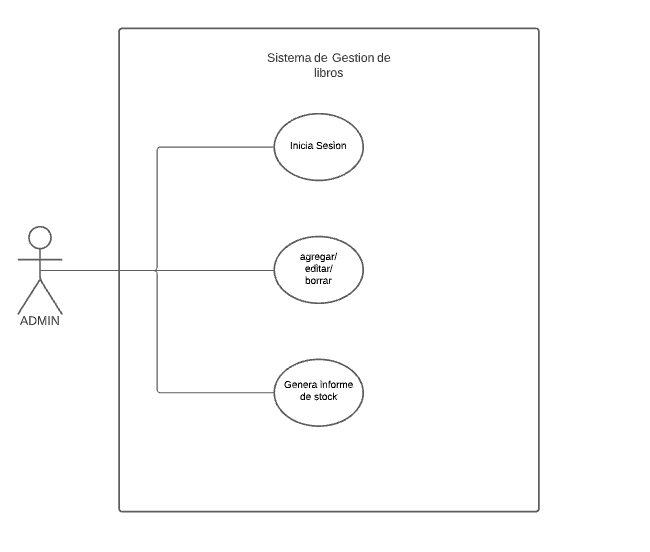 Sistema de Gestion de
libros
Inicia Sesion
agregar/
editar/
borrar
ADMIN
Genera informe
de stock